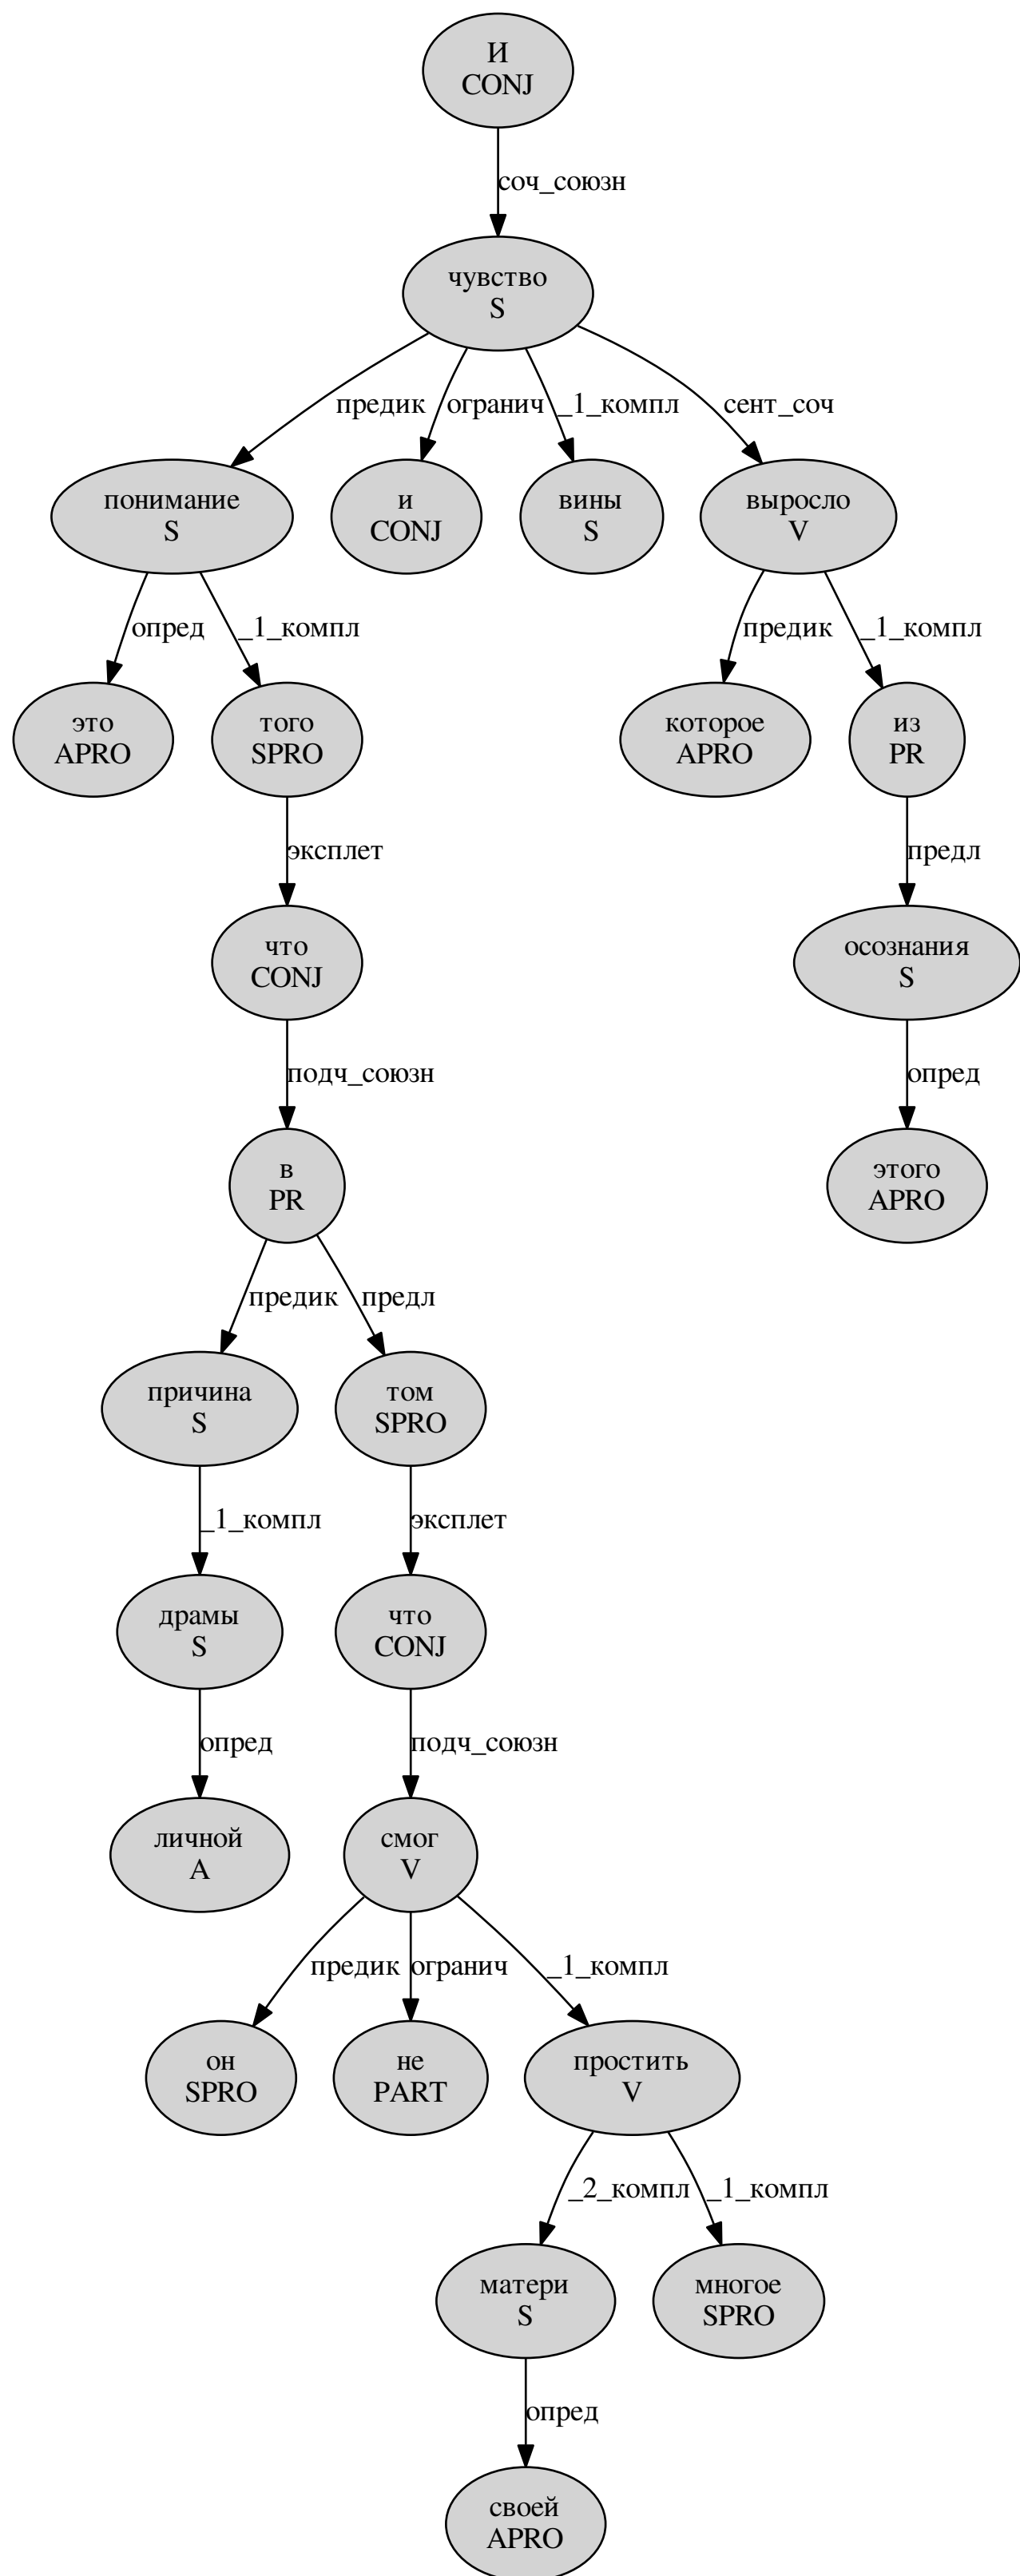 И
CONJ
соч_союзн
чувство
S
предик
огранич
_1_компл
сент_соч
понимание
S
и
CONJ
вины
S
выросло
V
опред
_1_компл
предик
_1_компл
это
APRO
того
SPRO
которое
APRO
из
PR
эксплет
предл
что
CONJ
осознания
S
подч_союзн
опред
в
PR
этого
APRO
предик
предл
причина
S
том
SPRO
_1_компл
эксплет
драмы
S
что
CONJ
опред
подч_союзн
личной
A
смог
V
предик
огранич
_1_компл
он
SPRO
не
PART
простить
V
_2_компл
_1_компл
матери
S
многое
SPRO
опред
своей
APRO